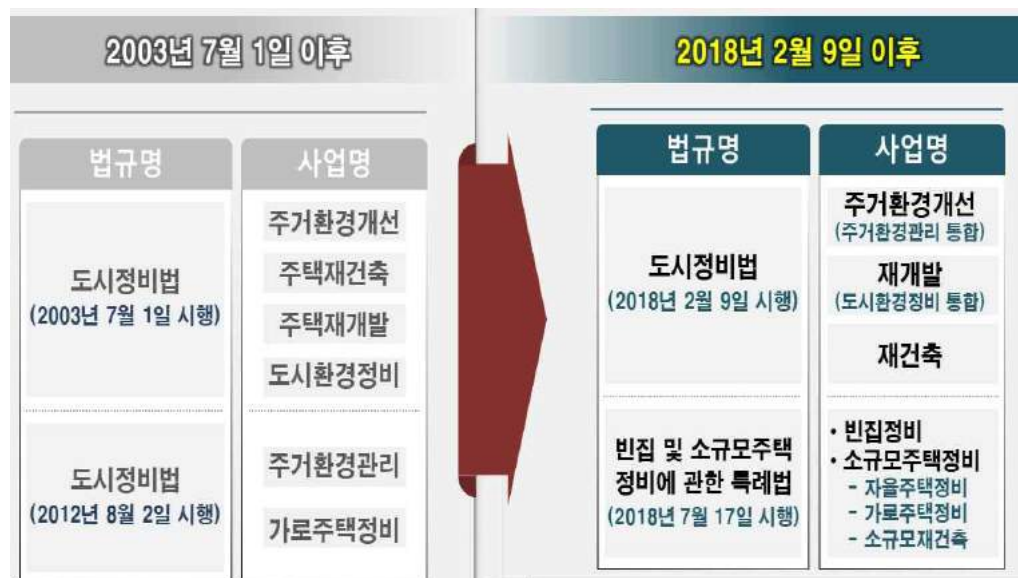 2003년 7월 1일 이후
법규명
사업명
도시정비법
(2003년 7월 1일 시행)
주거환경개선
주택재건축
주택재개발
도시환경정비
도시정비법
(2012년 8월 2일 시행)
주거환경관리
가로주택정비
2018년 2월 9일 이후
법규명
사업명
도시정비법
(2018년 2월 9일 시행)
주거환경개선
(주거환경관리 통합)
재개발
(도시환경정비 통합)
재건축
빈집 및 소규모주택
정비에 관한 특례법
(2018년 7월 17일 시행)
• 빈집정비
• 소규모주택정비
- 자율주택정비
- 가로주택정비
- 소규모재건축